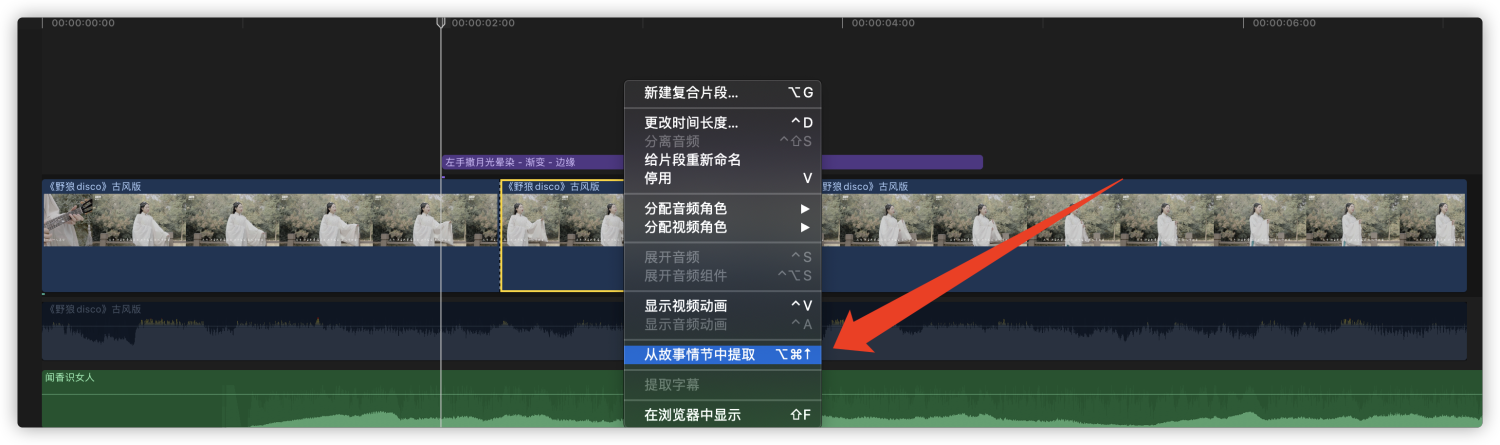 00:00:00:00 00:00:02:00 00:00:04:00 00:00:06:00
新建复合片段... ⌥G
更改时间长度... ^D
分离音频 ^⇧S
左手撒月光晕染 - 渐变 - 边缘
给片段重新命名
停用 V
《野狼disco》古风版 《野狼disco》古风版 野狼disco》古风版
分配音频角色 ▶
分配视频角色 ▶
展开音频 ^S
展开音频组件 ^⌥S
显示视频动画 ^V
《野狼disco》古风版
显示音频动画 ^A
从故事情节中提取 ⌥⌘↑
闻香识女人
提取字幕
在浏览器中显示 ⇧F